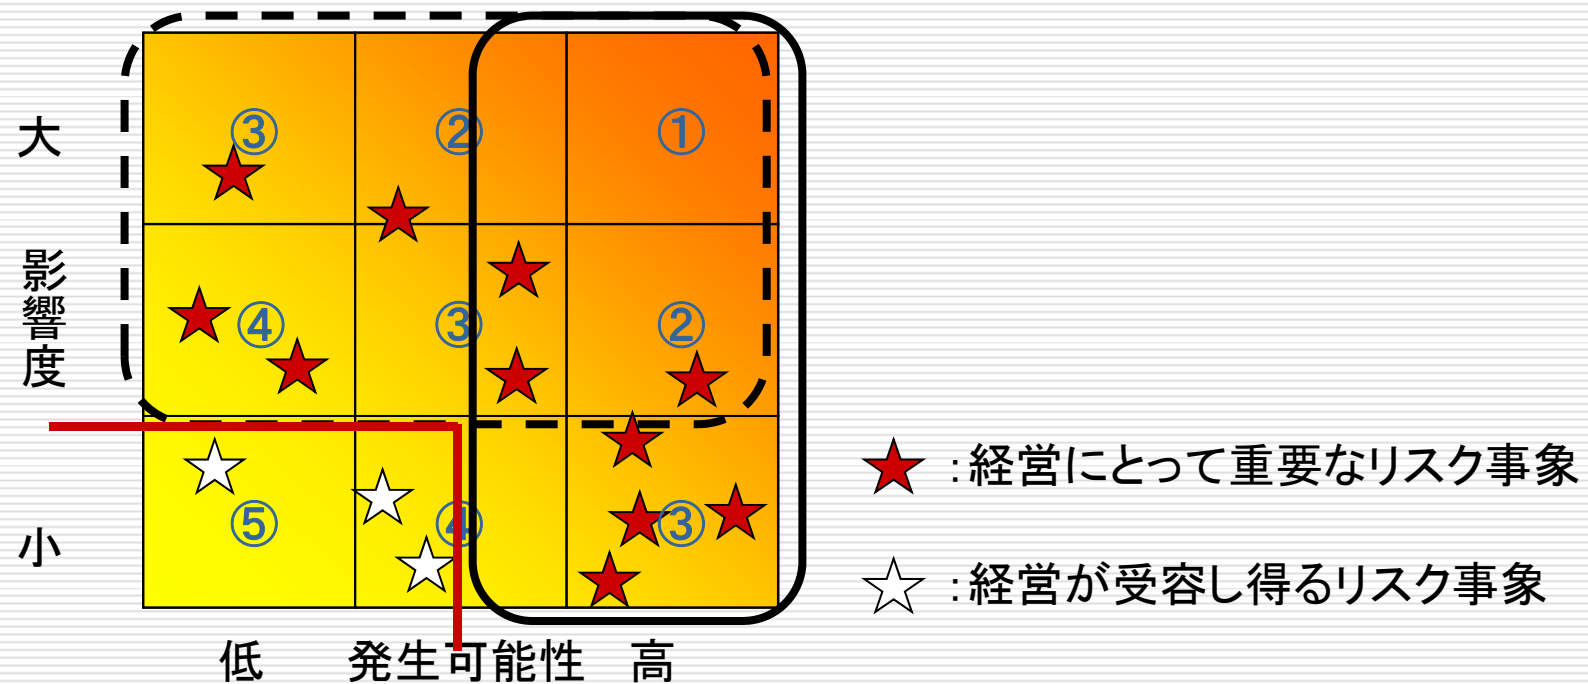 大
③ ② ①
影響度
④ ③ ②
小
⑤ ④ ③
低 発生可能性 高
：経営にとって重要なリスク事象
：経営が受容し得るリスク事象